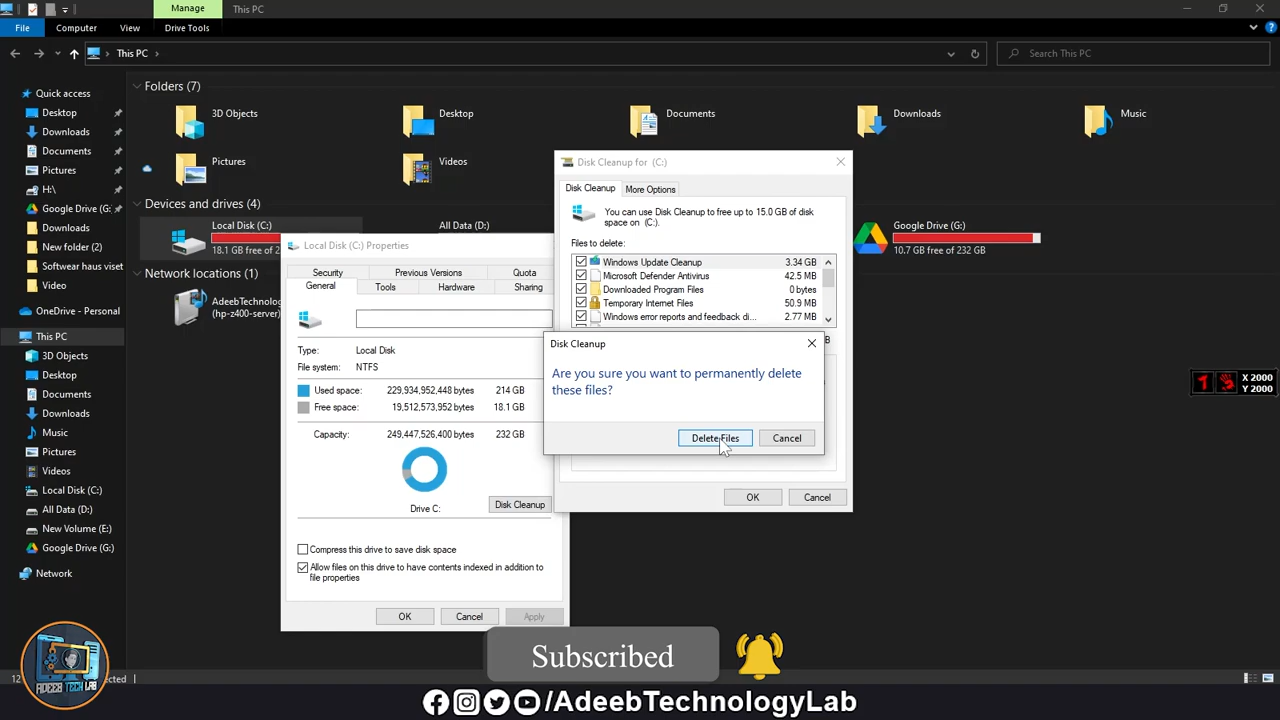 Manage
This PC
File
Computer
View
Drive Tools
This PC
Search This PC
Quick access
Desktop
Downloads
Documents
Pictures
H:\
Google Drive (G:
Downloads
New folder (2)
Softwear haus viset
Video
OneDrive - Personal
This PC
3D Objects
Desktop
Documents
Downloads
Music
Pictures
Videos
Local Disk (C:)
All Data (D:)
New Volume (E:)
Google Drive (G:)
Network
Folders (7)
3D Objects
Desktop
Documents
Downloads
Music
Pictures
Videos
Devices and drives (4)
Local Disk (C:)
18.1 GB free of 2
All Data (D:)
Google Drive (G:)
10.7 GB free of 232 GB
Network locations (1)
AdeebTechnolog
(hp-z400-server)
Local Disk (C:) Properties
Security
Previous Versions
Quota
General
Tools
Hardware
Sharing
Type: Local Disk
File system: NTFS
Used space: 229,934,952,448 bytes 214 GB
Free space: 19,512,573,952 bytes 18.1 GB
Capacity: 249,447,526,400 bytes 232 GB
Drive C:
Disk Cleanup
Compress this drive to save disk space
Allow files on this drive to have contents indexed in addition to
file properties
OK
Cancel
Apply
Disk Cleanup for (C:)
Disk Cleanup
More Options
You can use Disk Cleanup to free up to 15.0 GB of disk
space on (C:).
Files to delete:
Windows Update Cleanup 3.34 GB
Microsoft Defender Antivirus 42.5 MB
Downloaded Program Files 0 bytes
Temporary Internet Files 50.9 MB
Windows error reports and feedback di... 2.77 MB
Disk Cleanup
Are you sure you want to permanently delete
these files?
Delete Files
Cancel
OK
Cancel
X 2000
Y 2000
ADEEB TECH LAB
Subscribed
/AdeebTechnologyLab